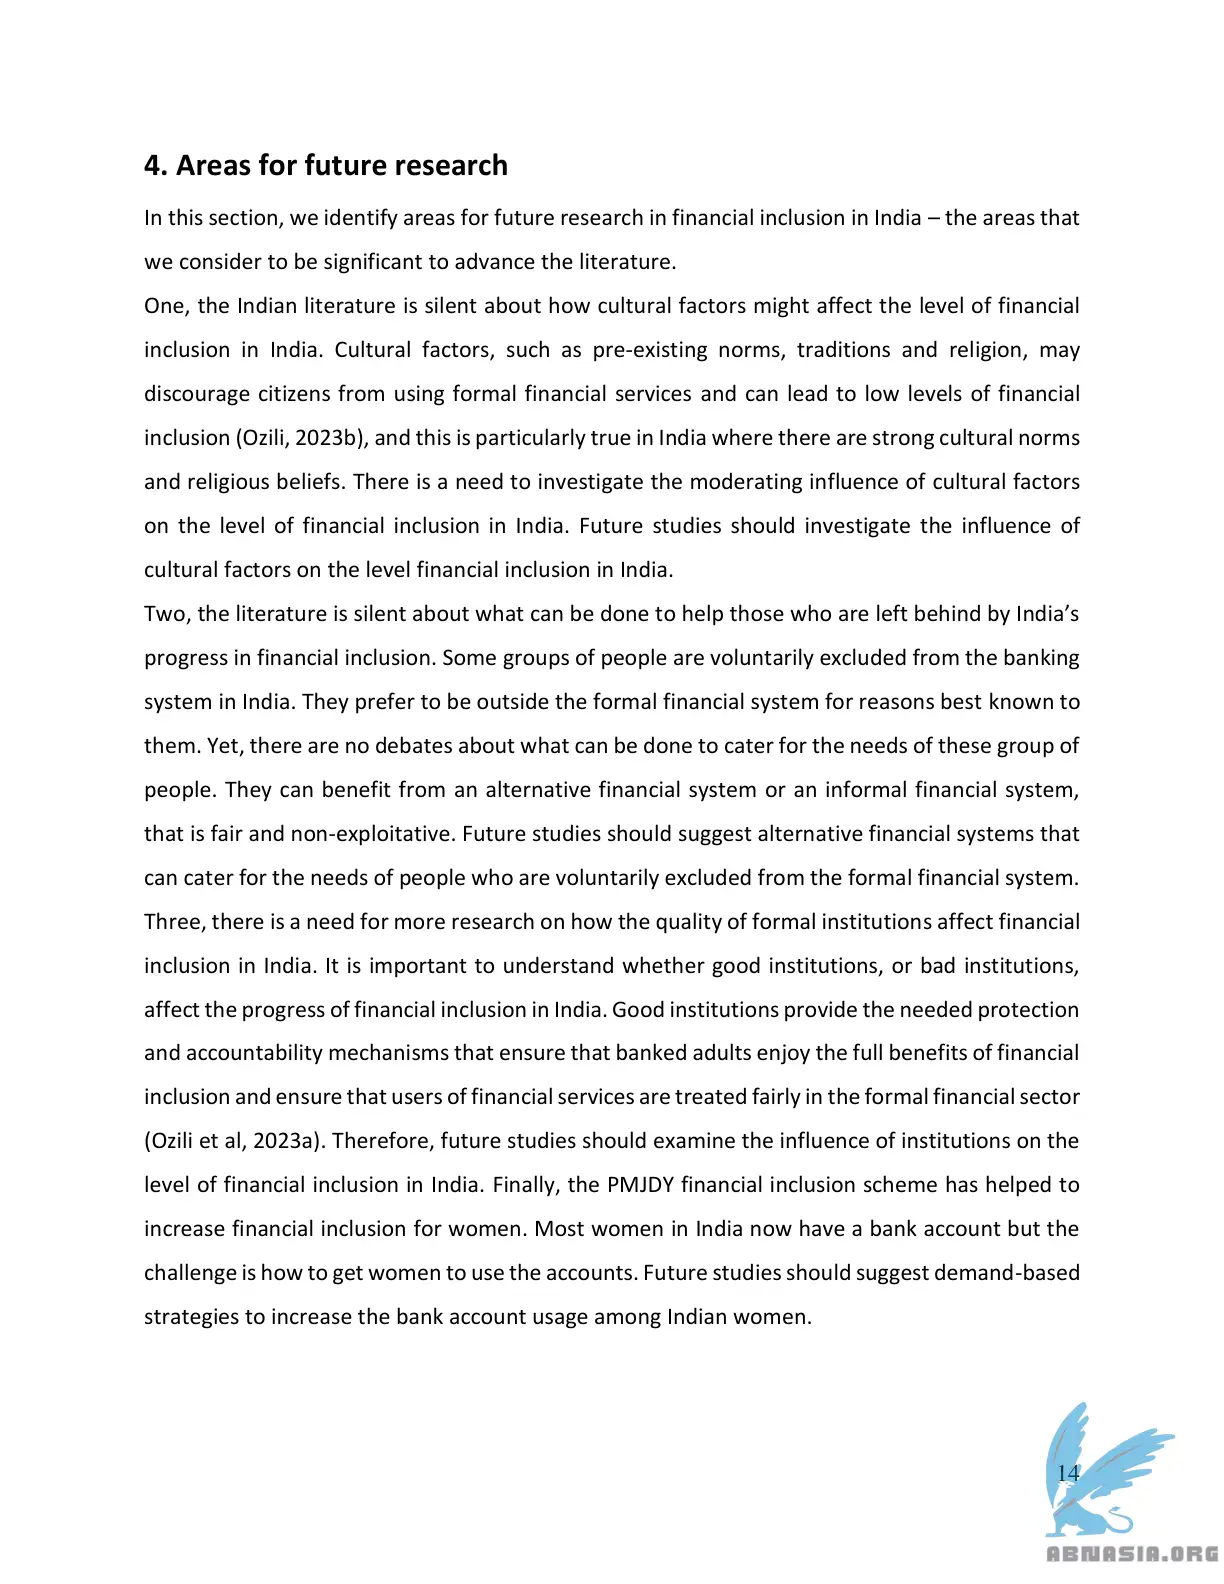 4. Areas for future research
In this section, we identify areas for future research in financial inclusion in India – the areas that
we consider to be significant to advance the literature.
One, the Indian literature is silent about how cultural factors might affect the level of financial
inclusion in India. Cultural factors, such as pre-existing norms, traditions and religion, may
discourage citizens from using formal financial services and can lead to low levels of financial
inclusion (Ozili, 2023b), and this is particularly true in India where there are strong cultural norms
and religious beliefs. There is a need to investigate the moderating influence of cultural factors
on the level of financial inclusion in India. Future studies should investigate the influence of
cultural factors on the level financial inclusion in India.
Two, the literature is silent about what can be done to help those who are left behind by India’s
progress in financial inclusion. Some groups of people are voluntarily excluded from the banking
system in India. They prefer to be outside the formal financial system for reasons best known to
them. Yet, there are no debates about what can be done to cater for the needs of these group of
people. They can benefit from an alternative financial system or an informal financial system,
that is fair and non-exploitative. Future studies should suggest alternative financial systems that
can cater for the needs of people who are voluntarily excluded from the formal financial system.
Three, there is a need for more research on how the quality of formal institutions affect financial
inclusion in India. It is important to understand whether good institutions, or bad institutions,
affect the progress of financial inclusion in India. Good institutions provide the needed protection
and accountability mechanisms that ensure that banked adults enjoy the full benefits of financial
inclusion and ensure that users of financial services are treated fairly in the formal financial sector
(Ozili et al, 2023a). Therefore, future studies should examine the influence of institutions on the
level of financial inclusion in India. Finally, the PMJDY financial inclusion scheme has helped to
increase financial inclusion for women. Most women in India now have a bank account but the
challenge is how to get women to use the accounts. Future studies should suggest demand-based
strategies to increase the bank account usage among Indian women.
14
ABNASIA.ORG